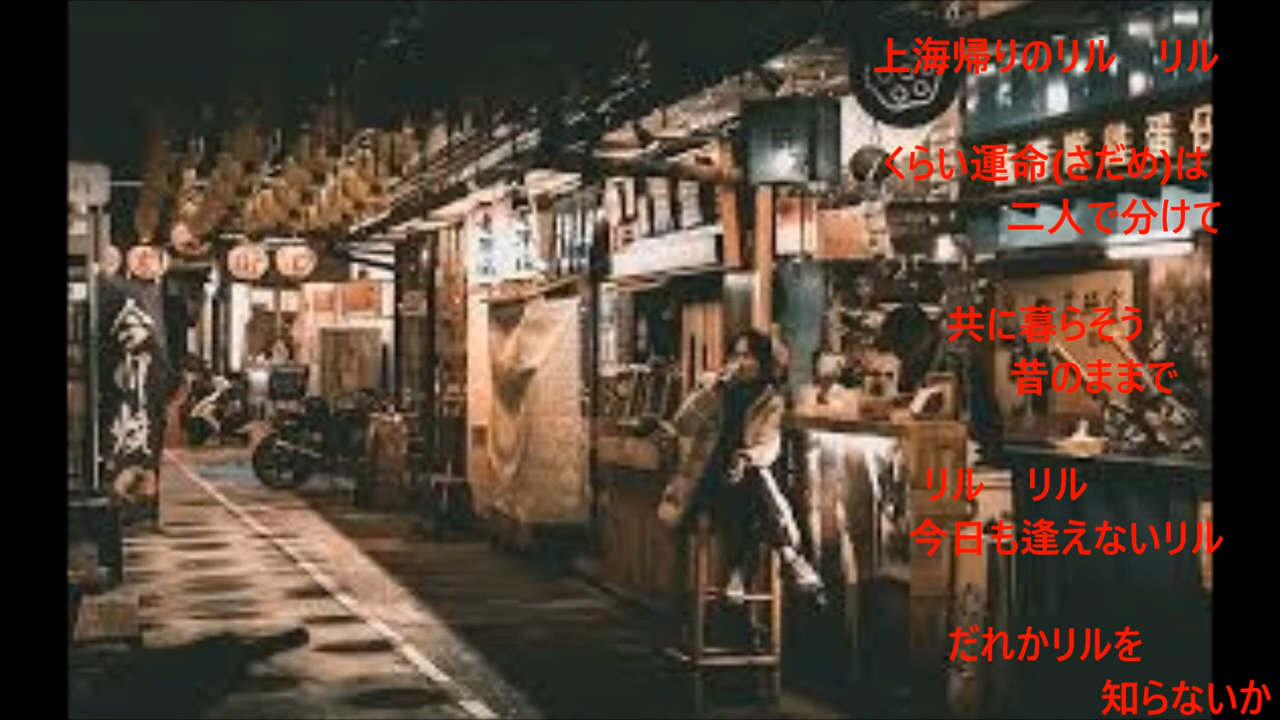 上海帰りのリル　リル
くらい運命(さだめ)は
二人で分けて
共に暮らそう
昔のままで
リル　リル
今日も逢えないリル
だれかリルを
知らないか
今川焼